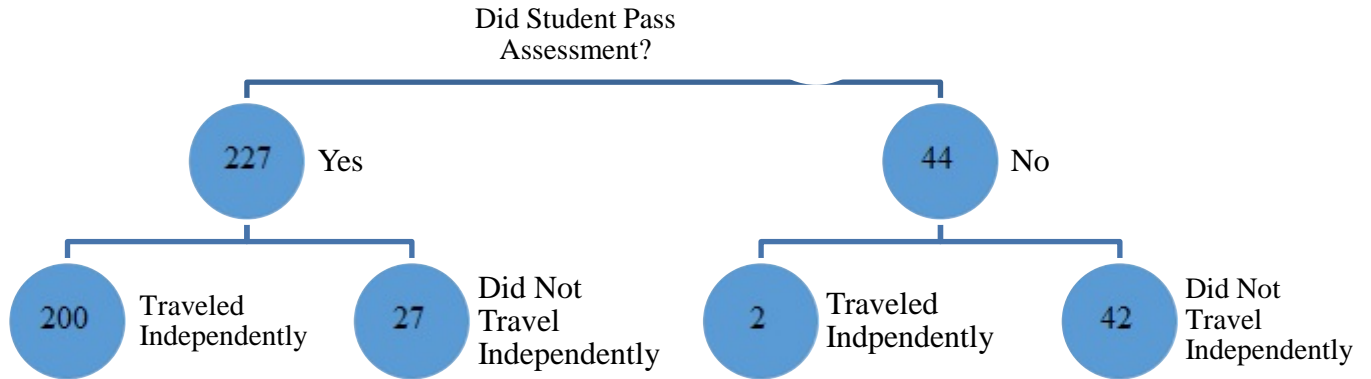 Did Student Pass
Assessment?
227
Yes
44
No
200
Traveled
Independently
27
Did Not
Travel
Independently
2
Traveled
Indpendently
42
Did Not
Travel
Independently